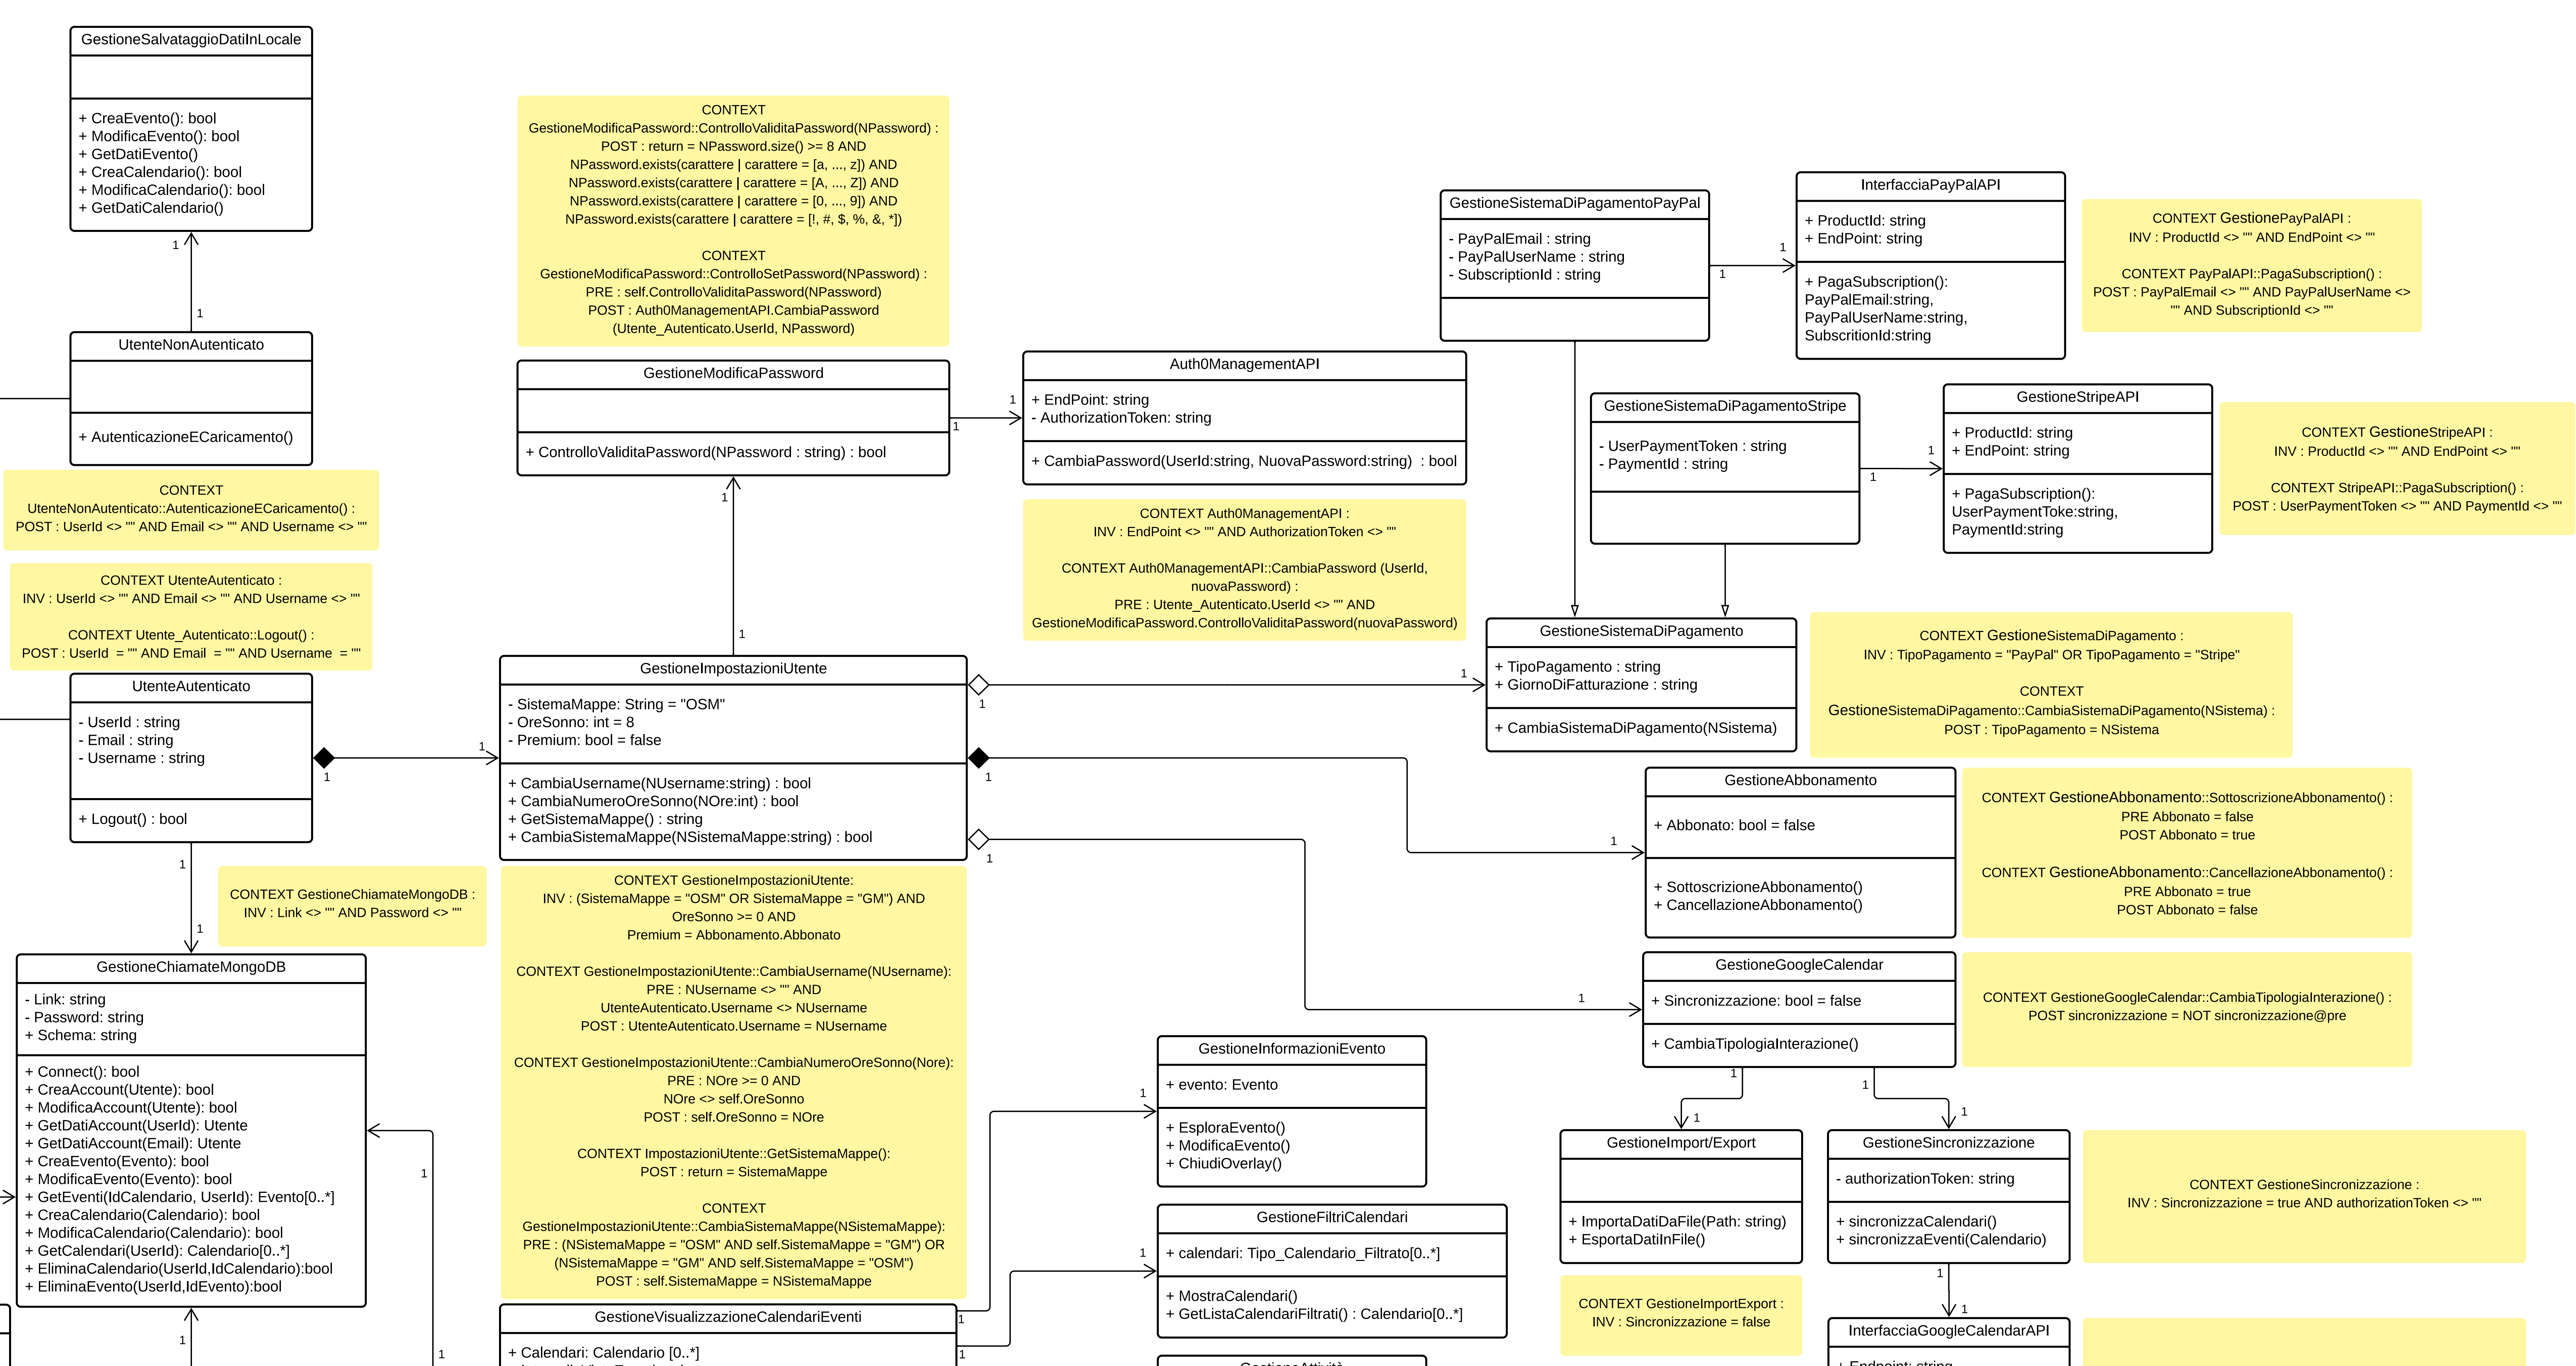 GestioneSalvataggioDatiInLocale
+ CreaEvento(): bool
+ ModificaEvento(): bool
+ GetDatiEvento()
+ CreaCalendario(): bool
+ ModificaCalendario(): bool
+ GetDatiCalendario()
1
1
UtenteNonAutenticato
+ AutenticazioneECaricamento()
CONTEXT
UtenteNonAutenticato::AutenticazioneECaricamento() :
POST : UserId <> "" AND Email <> "" AND Username <> ""
CONTEXT UtenteAutenticato :
INV : UserId <> "" AND Email <> "" AND Username <> ""
CONTEXT Utente_Autenticato::Logout() :
POST : UserId  = "" AND Email  = "" AND Username  = ""
UtenteAutenticato
- UserId : string
- Email : string
- Username : string
+ Logout() : bool
1
1
1
1
CONTEXT GestioneChiamateMongoDB :
INV : Link <> "" AND Password <> ""
GestioneChiamateMongoDB
- Link: string
- Password: string
+ Schema: string
+ Connect(): bool
+ CreaAccount(Utente): bool
+ ModificaAccount(Utente): bool
+ GetDatiAccount(UserId): Utente
+ GetDatiAccount(Email): Utente
+ CreaEvento(Evento): bool
+ ModificaEvento(Evento): bool
+ GetEventi(IdCalendario, UserId): Evento[0..*]
+ CreaCalendario(Calendario): bool
+ ModificaCalendario(Calendario): bool
+ GetCalendari(UserId): Calendario[0..*]
+ EliminaCalendario(UserId,IdCalendario):bool
+ EliminaEvento(UserId,IdEvento):bool
1
1
1
CONTEXT
GestioneModificaPassword::ControlloValiditaPassword(NPassword) :
POST : return = NPassword.size() >= 8 AND
NPassword.exists(carattere | carattere = [a, ..., z]) AND
NPassword.exists(carattere | carattere = [A, ..., Z]) AND
NPassword.exists(carattere | carattere = [0, ..., 9]) AND
NPassword.exists(carattere | carattere = [!, #, $, %, &, *])
CONTEXT
GestioneModificaPassword::ControlloSetPassword(NPassword) :
PRE : self.ControlloValiditaPassword(NPassword)
POST : Auth0ManagementAPI.CambiaPassword
(Utente_Autenticato.UserId, NPassword)
GestioneModificaPassword
+ ControlloValiditaPassword(NPassword : string) : bool
1
1
1
1
Auth0ManagementAPI
+ EndPoint: string
- AuthorizationToken: string
+ CambiaPassword(UserId:string, NuovaPassword:string)  : bool
CONTEXT Auth0ManagementAPI :
INV : EndPoint <> "" AND AuthorizationToken <> ""
CONTEXT Auth0ManagementAPI::CambiaPassword (UserId,
nuovaPassword) :
PRE : Utente_Autenticato.UserId <> "" AND
GestioneModificaPassword.ControlloValiditaPassword(nuovaPassword)
GestioneImpostazioniUtente
- SistemaMappe: String = "OSM"
- OreSonno: int = 8
- Premium: bool = false
+ CambiaUsername(NUsername:string) : bool
+ CambiaNumeroOreSonno(NOre:int) : bool
+ GetSistemaMappe() : string
+ CambiaSistemaMappe(NSistemaMappe:string) : bool
1
1
1
1
1
1
CONTEXT GestioneImpostazioniUtente:
INV : (SistemaMappe = "OSM" OR SistemaMappe = "GM") AND
OreSonno >= 0 AND
Premium = Abbonamento.Abbonato
CONTEXT GestioneImpostazioniUtente::CambiaUsername(NUsername):
PRE : NUsername <> "" AND
UtenteAutenticato.Username <> NUsername
POST : UtenteAutenticato.Username = NUsername
CONTEXT GestioneImpostazioniUtente::CambiaNumeroOreSonno(Nore):
PRE : NOre >= 0 AND
NOre <> self.OreSonno
POST : self.OreSonno = NOre
CONTEXT ImpostazioniUtente::GetSistemaMappe():
POST : return = SistemaMappe
CONTEXT
GestioneImpostazioniUtente::CambiaSistemaMappe(NSistemaMappe):
PRE : (NSistemaMappe = "OSM" AND self.SistemaMappe = "GM") OR
(NSistemaMappe = "GM" AND self.SistemaMappe = "OSM")
POST : self.SistemaMappe = NSistemaMappe
GestioneVisualizzazioneCalendariEventi
+ Calendari: Calendario [0..*]
1
1
1
1
GestioneInformazioniEvento
+ evento: Evento
+ EsploraEvento()
+ ModificaEvento()
+ ChiudiOverlay()
GestioneFiltriCalendari
+ calendari: Tipo_Calendario_Filtrato[0..*]
+ MostraCalendari()
+ GetListaCalendariFiltrati() : Calendario[0..*]
GestioneSistemaDiPagamentoPayPal
- PayPalEmail : string
- PayPalUserName : string
- SubscriptionId : string
1
1
InterfacciaPayPalAPI
+ ProductId: string
+ EndPoint: string
+ PagaSubscription():
PayPalEmail:string,
PayPalUserName:string,
SubscritionId:string
CONTEXT GestionePayPalAPI :
INV : ProductId <> "" AND EndPoint <> ""
CONTEXT PayPalAPI::PagaSubscription() :
POST : PayPalEmail <> "" AND PayPalUserName <>
"" AND SubscriptionId <> ""
GestioneSistemaDiPagamentoStripe
- UserPaymentToken : string
- PaymentId : string
1
1
GestioneStripeAPI
+ ProductId: string
+ EndPoint: string
+ PagaSubscription():
UserPaymentToke:string,
PaymentId:string
CONTEXT GestioneStripeAPI :
INV : ProductId <> "" AND EndPoint <> ""
CONTEXT StripeAPI::PagaSubscription() :
POST : UserPaymentToken <> "" AND PaymentId <> ""
GestioneSistemaDiPagamento
+ TipoPagamento : string
+ GiornoDiFatturazione : string
+ CambiaSistemaDiPagamento(NSistema)
CONTEXT GestioneSistemaDiPagamento :
INV : TipoPagamento = "PayPal" OR TipoPagamento = "Stripe"
CONTEXT
GestioneSistemaDiPagamento::CambiaSistemaDiPagamento(NSistema) :
POST : TipoPagamento = NSistema
GestioneAbbonamento
+ Abbonato: bool = false
+ SottoscrizioneAbbonamento()
+ CancellazioneAbbonamento()
CONTEXT GestioneAbbonamento::SottoscrizioneAbbonamento() :
PRE Abbonato = false
POST Abbonato = true
CONTEXT GestioneAbbonamento::CancellazioneAbbonamento() :
PRE Abbonato = true
POST Abbonato = false
GestioneGoogleCalendar
+ Sincronizzazione: bool = false
+ CambiaTipologiaInterazione()
CONTEXT GestioneGoogleCalendar::CambiaTipologiaInterazione() :
POST sincronizzazione = NOT sincronizzazione@pre
1
1
1
1
GestioneImport/Export
+ ImportaDatiDaFile(Path: string)
+ EsportaDatiInFile()
CONTEXT GestioneImportExport :
INV : Sincronizzazione = false
GestioneSincronizzazione
- authorizationToken: string
+ sincronizzaCalendari()
+ sincronizzaEventi(Calendario)
CONTEXT GestioneSincronizzazione :
INV : Sincronizzazione = true AND authorizationToken <> ""
1
1
InterfacciaGoogleCalendarAPI